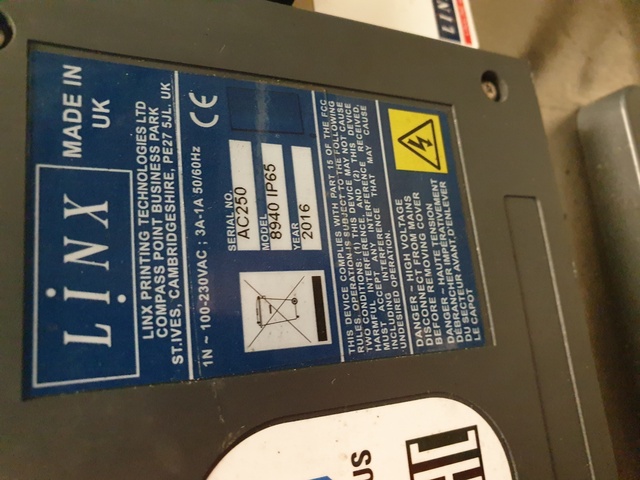 LINX
MADE IN
UK
LINX PRINTING TECHNOLOGIES LTD
COMPASS POINT BUSINESS PARK
ST.IVES, CAMBRIDGESHIRE, PE27 5JL. UK
1N ~ 100-230VAC ; 3A-1A 50/60Hz
CE
SERIAL NO.
AC250
MODEL
8940 IP65
YEAR
2016
THIS DEVICE COMPLIES WITH PART 15 OF THE FCC
RULES. OPERATION IS SUBJECT TO THE FOLLOWING
TWO CONDITIONS: (1) THIS DEVICE MAY NOT CAUSE
HARMFUL INTERFERENCE, AND (2) THIS DEVICE
MUST ACCEPT ANY INTERFERENCE RECEIVED,
INCLUDING INTERFERENCE THAT MAY CAUSE
UNDESIRED OPERATION
DANGER - HIGH VOLTAGE
DISCONNECT FROM MAINS
BEFORE REMOVING COVER
DANGER - HAUTE TENSION
DEBRANCHER IMPERATIVEMENT
DU SECTEUR AVANT D'ENLEVER
LE CAPOT
US
LINX